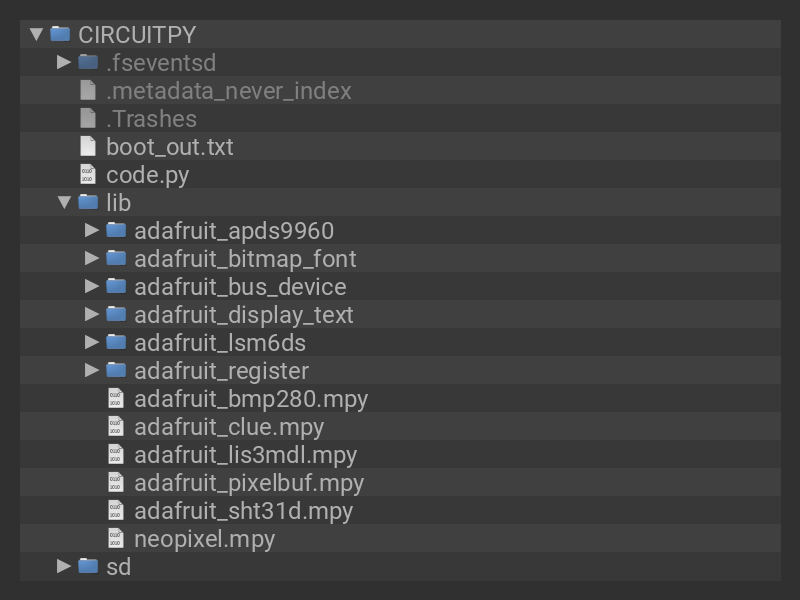 CIRCUITPY
.fseventsd
.metadata_never_index
.Trashes
boot_out.txt
code.py
lib
adafruit_apds9960
adafruit_bitmap_font
adafruit_bus_device
adafruit_display_text
adafruit_lsm6ds
adafruit_register
adafruit_bmp280.mpy
adafruit_clue.mpy
adafruit_lis3mdl.mpy
adafruit_pixelbuf.mpy
adafruit_sht31d.mpy
neopixel.mpy
sd